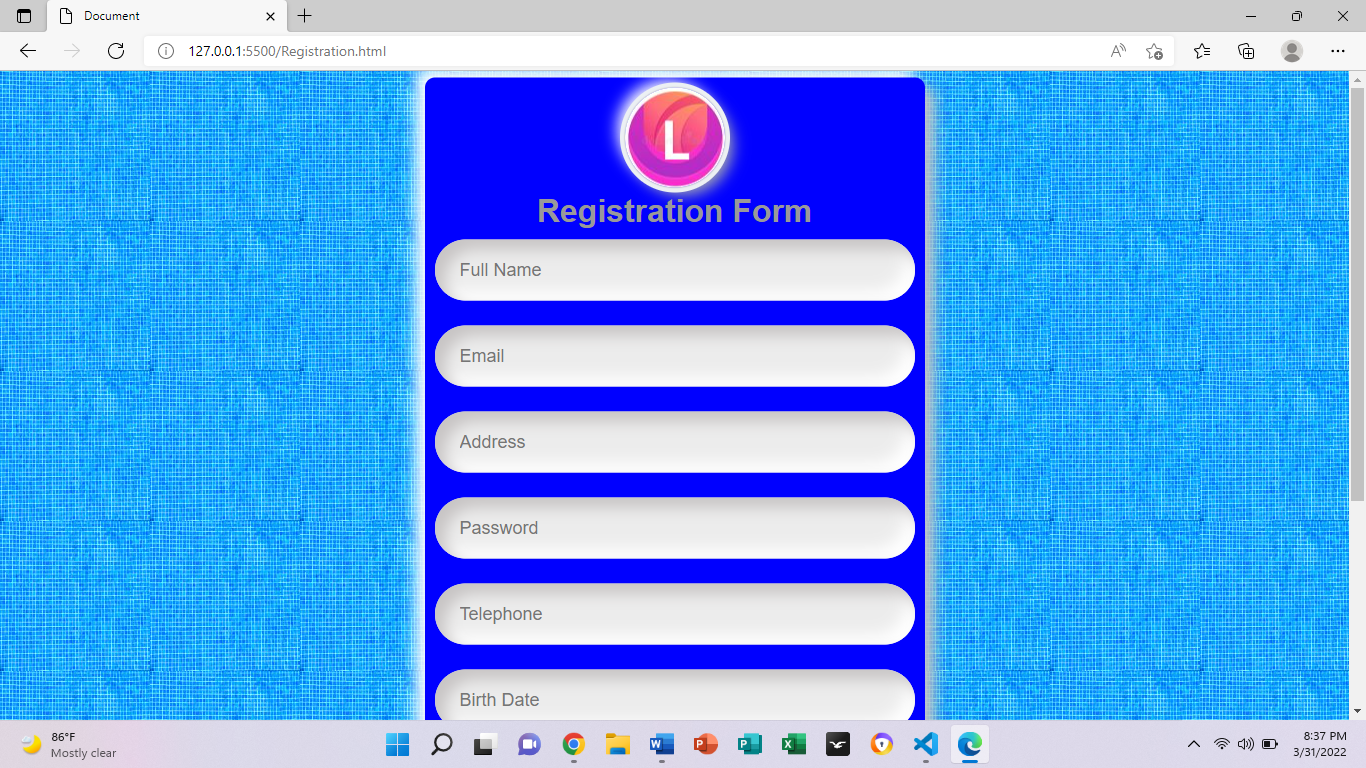 Document
127.0.0.1:5500/Registration.html
L
Registration Form
Full Name
Email
Address
Password
Telephone
Birth Date
86°F
Mostly clear
8:37 PM
3/31/2022